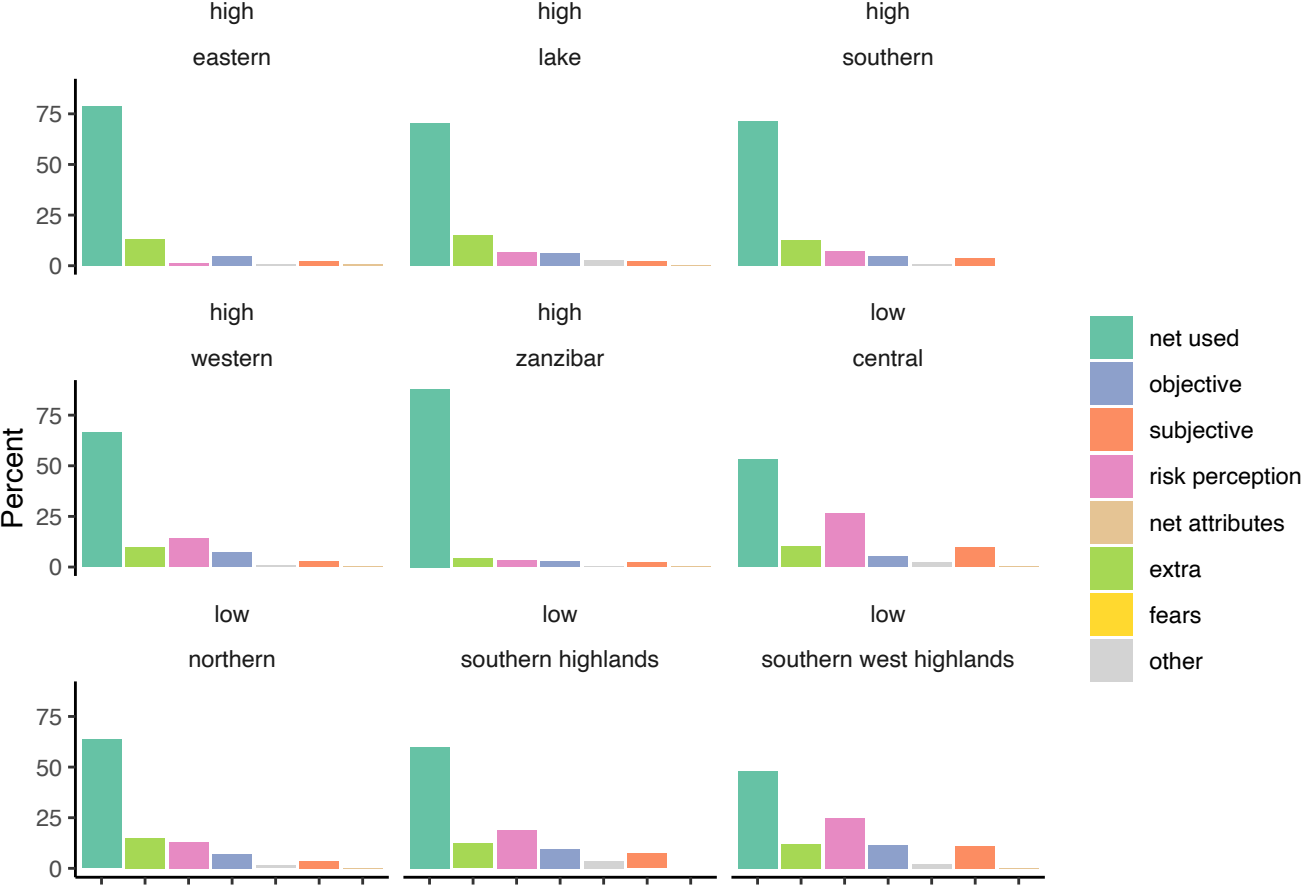 high
eastern
high
lake
high
southern
75
50
25
0
high
western
high
zanzibar
low
central
75
50
25
0
Percent
low
northern
low
southern highlands
low
southern west highlands
75
50
25
0
net used
objective
subjective
risk perception
net attributes
extra
fears
other